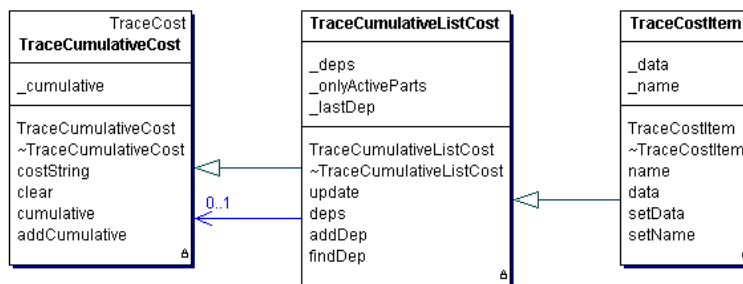 TraceCost
TraceCumulativeCost
_cumulative
TraceCumulativeCost
~TraceCumulativeCost
costString
clear
cumulative
addCumulative
0..1
TraceCumulativeListCost
_deps
_onlyActiveParts
_lastDep
TraceCumulativeListCost
~TraceCumulativeListCost
update
deps
addDep
findDep
TraceCostItem
_data
_name
TraceCostItem
~TraceCostItem
name
data
setData
setName